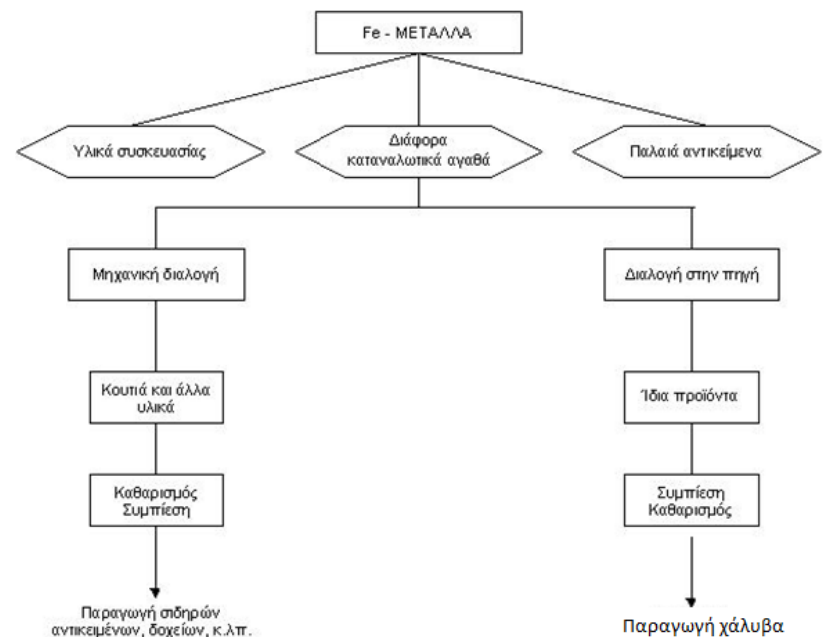 Fe - ΜΕΤΑΛΛΑ
Υλικά συσκευασίας
Διάφορα
καταναλωτικά αγαθά
Παλαιά αντικείμενα
Μηχανική διαλογή
Διαλογή στην πηγή
Κουτιά και άλλα
υλικά
Ίδια προϊόντα
Καθαρισμός
Συμπίεση
Συμπίεση
Καθαρισμός
Παραγωγή σιδηρών
αντικειμένων, δοχείων, κ.λπ.
Παραγωγή χάλυβα